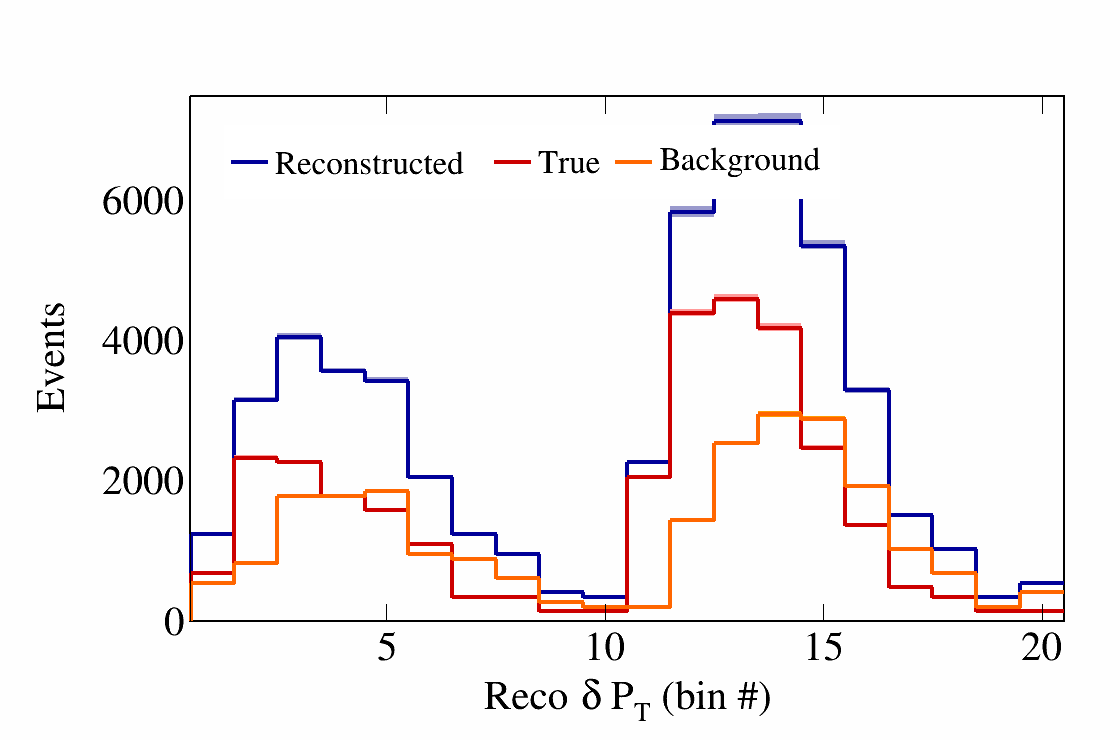 Reconstructed True Background
6000
4000
2000
0
Events
5 10 15 20
Reco δ P_T (bin #)